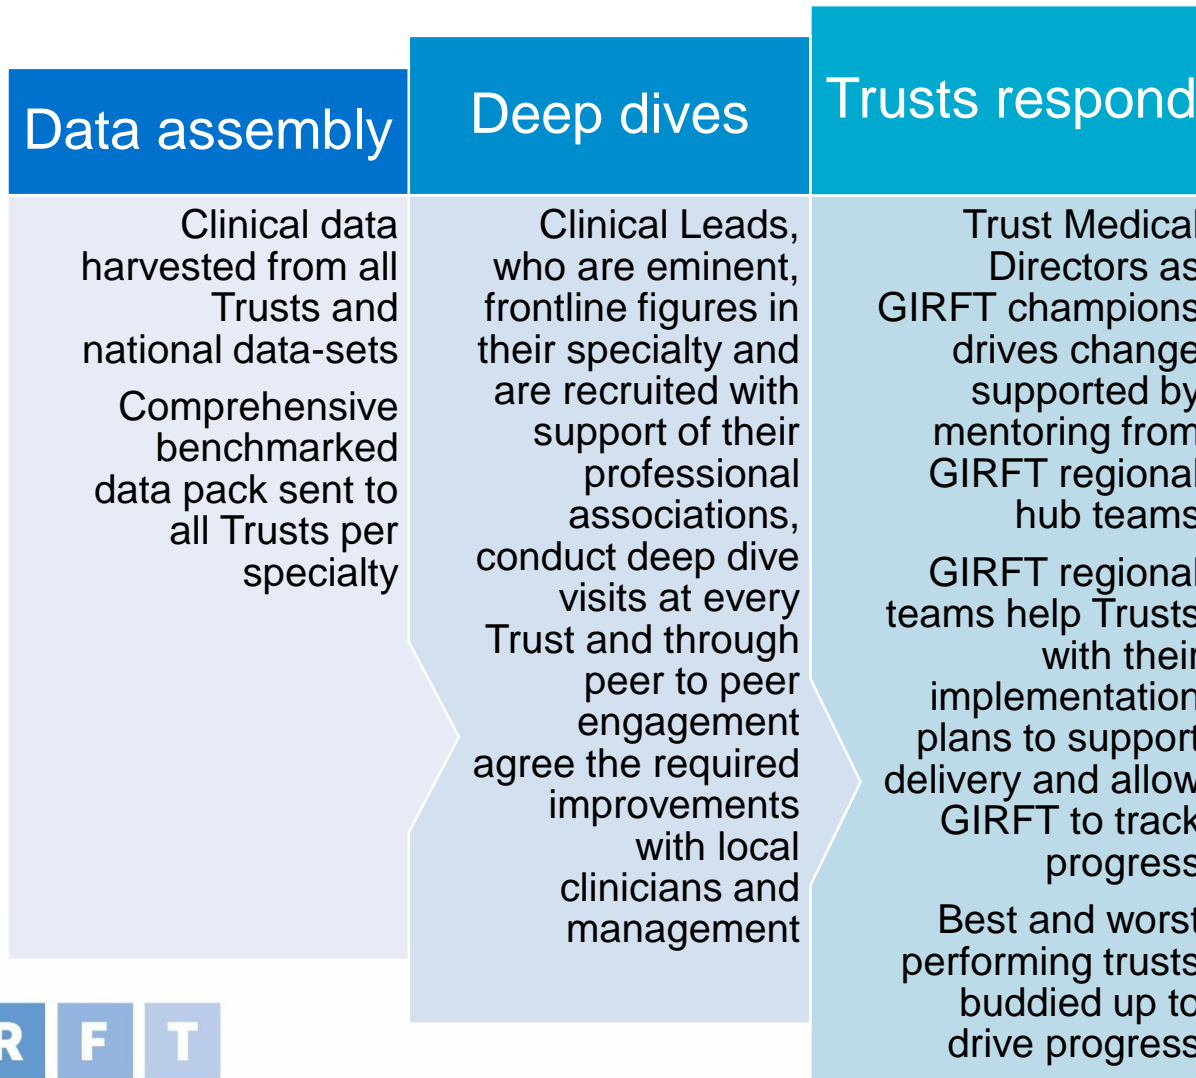 Data assembly
Clinical data
harvested from all
Trusts and
national data-sets
Comprehensive
benchmarked
data pack sent to
all Trusts per
specialty
Deep dives
Clinical Leads,
who are eminent,
frontline figures in
their specialty and
are recruited with
support of their
professional
associations,
conduct deep dive
visits at every
Trust and through
peer to peer
engagement
agree the required
improvements
with local
clinicians and
management
Trusts respond
Trust Medical
Directors as
GIRFT champions
drives change
supported by
mentoring from
GIRFT regional
hub teams
GIRFT regional
teams help Trusts
with their
implementation
plans to support
delivery and allow
GIRFT to track
progress
Best and worst
performing trusts
buddied up to
drive progress
R F T